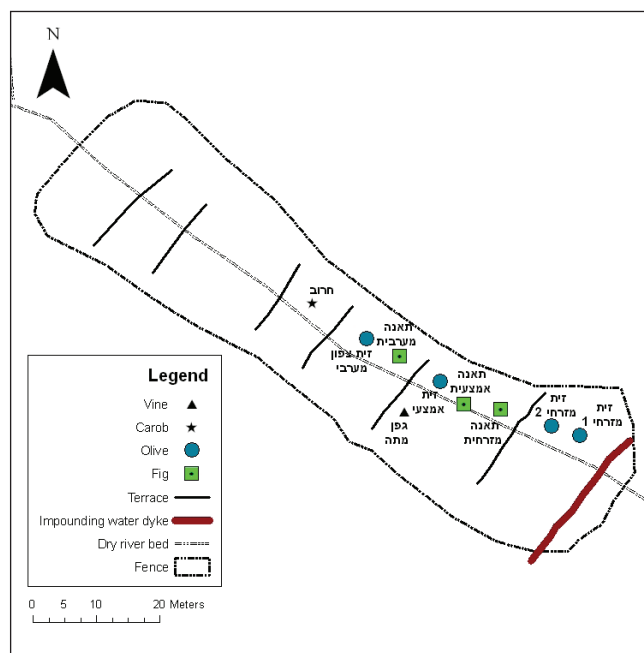 N
חרוב
תאנה
מערבית
זית צפון
מערבי
תאנה
אמצעית
זית
אמצעי
גפן
מתה
תאנה
מזרחית
זית
מזרחי
2
זית
מזרחי
1
Legend
Vine
Carob
Olive
Fig
Terrace
Impounding water dyke
Dry river bed
Fence
0 5 10 20 Meters